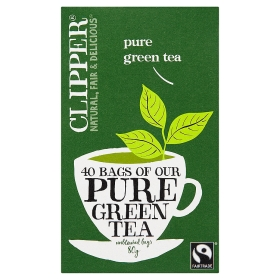 CLIPPER®
NATURAL, FAIR & DELICIOUS®
pure
green tea
40 BAGS OF OUR
PURE
GREEN
TEA
unbleached bags
80g
FAIRTRADE